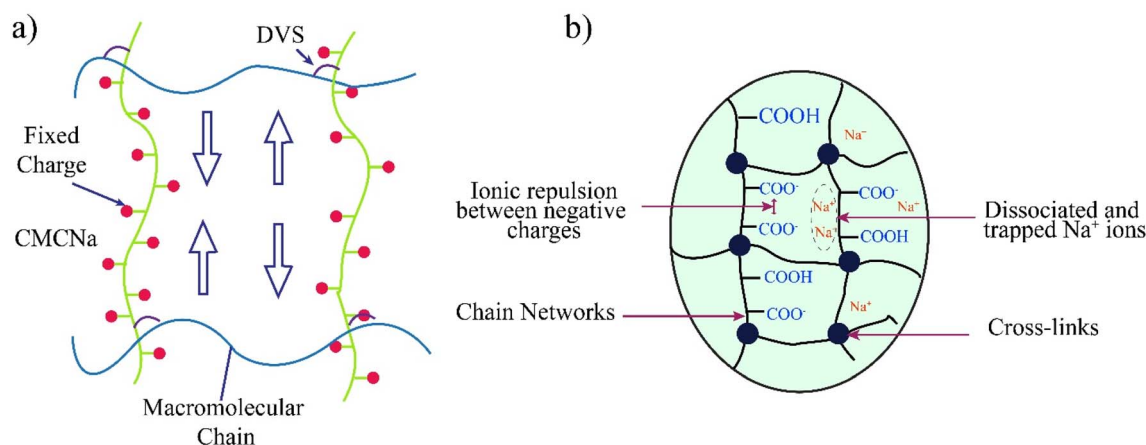 a)
DVS
Fixed
Charge
CMCNa
Macromolecular
Chain
b)
COOH
Na⁺
COO⁻
COO⁻
Na⁺
Ionic repulsion
between negative
charges
Na⁺
Na⁺
Dissociated and
trapped Na⁺ ions
COO⁻
COOH
COOH
Chain Networks
COO⁻
Na⁺
Cross-links